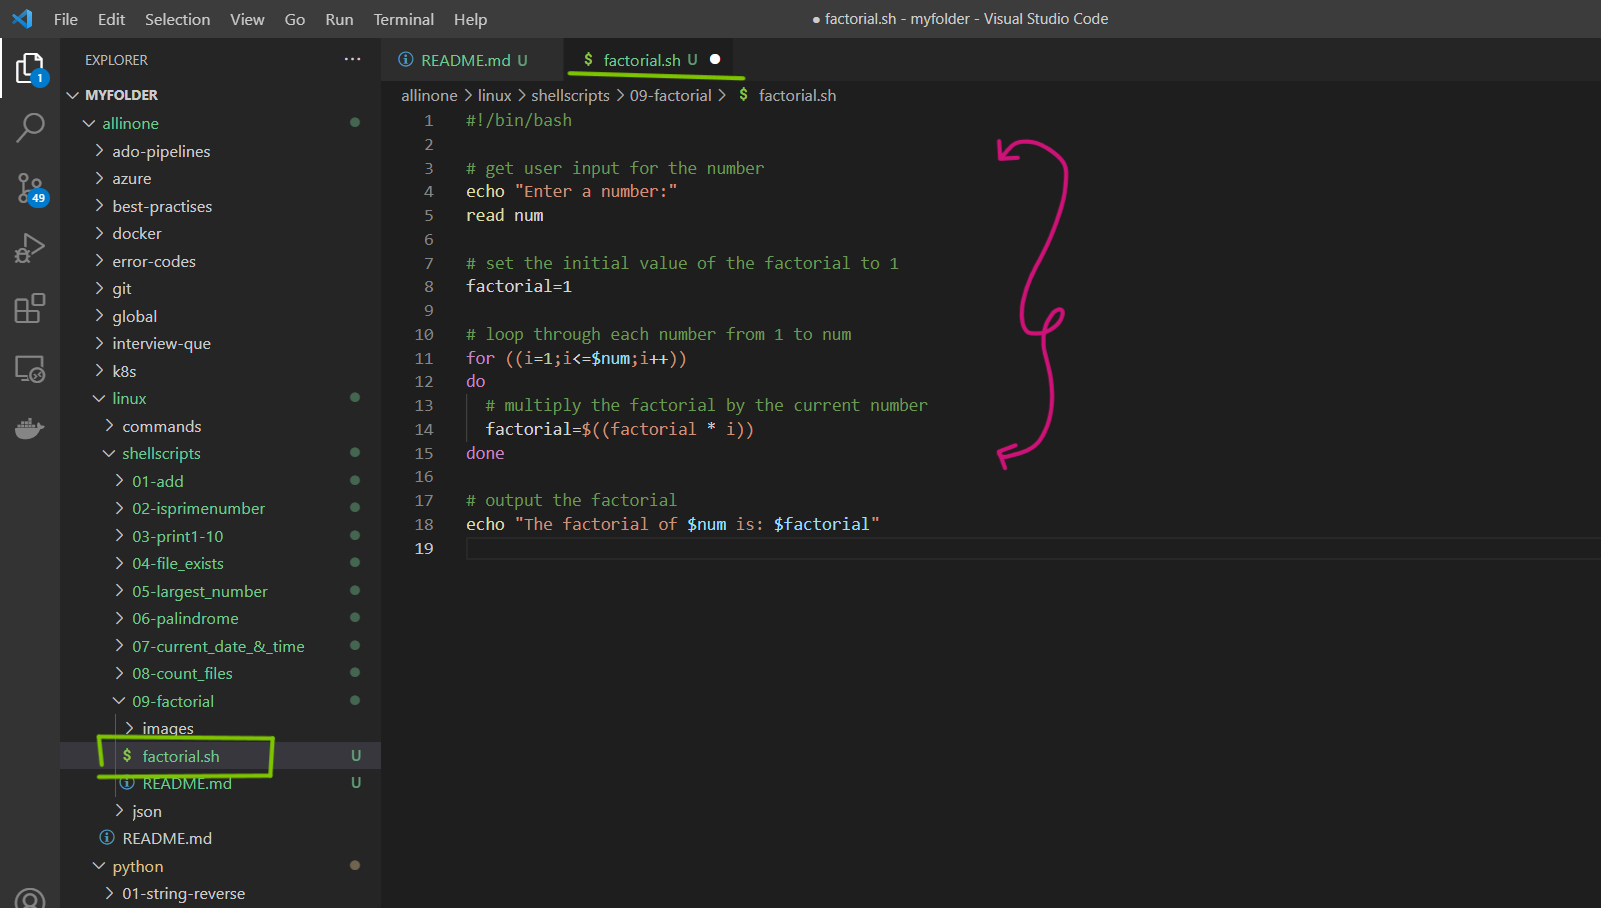 File Edit Selection View Go Run Terminal Help
● factorial.sh - myfolder - Visual Studio Code
1
49
EXPLORER ...
MYFOLDER
allinone
ado-pipelines
azure
best-practises
docker
error-codes
git
global
interview-que
k8s
linux
commands
shellscripts
01-add
02-isprimenumber
03-print1-10
04-file_exists
05-largest_number
06-palindrome
07-current_date_&_time
08-count_files
09-factorial
images
$ factorial.sh U
README.md U
json
README.md
python
01-string-reverse
README.md U
$ factorial.sh U ●
allinone > linux > shellscripts > 09-factorial > $ factorial.sh
1 #!/bin/bash
2
3 # get user input for the number
4 echo "Enter a number:"
5 read num
6
7 # set the initial value of the factorial to 1
8 factorial=1
9
10 # loop through each number from 1 to num
11 for ((i=1;i<=$num;i++))
12 do
13 # multiply the factorial by the current number
14 factorial=$((factorial * i))
15 done
16
17 # output the factorial
18 echo "The factorial of $num is: $factorial"
19